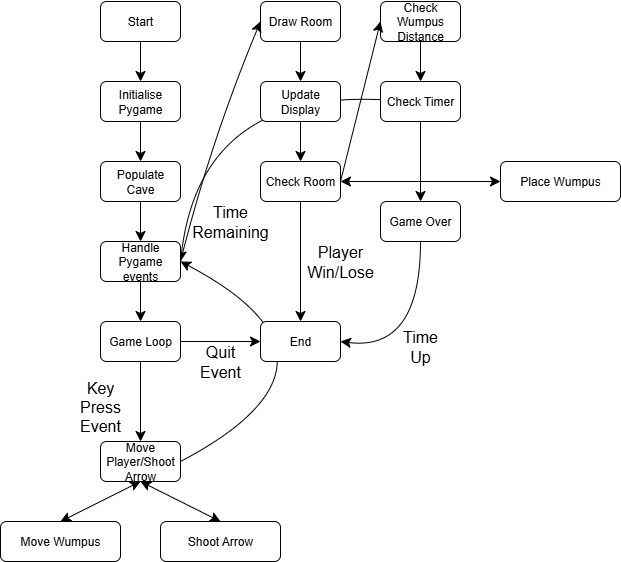 Start
Draw Room
Check
Wumpus
Distance
Initialise
Pygame
Update
Display
Check Timer
Populate
Cave
Check Room
Place Wumpus
Time
Remaining
Game Over
Handle
Pygame
events
Player
Win/Lose
Game Loop
Quit
Event
End
Time
Up
Key
Press
Event
Move
Player/Shoot
Arrow
Move Wumpus
Shoot Arrow